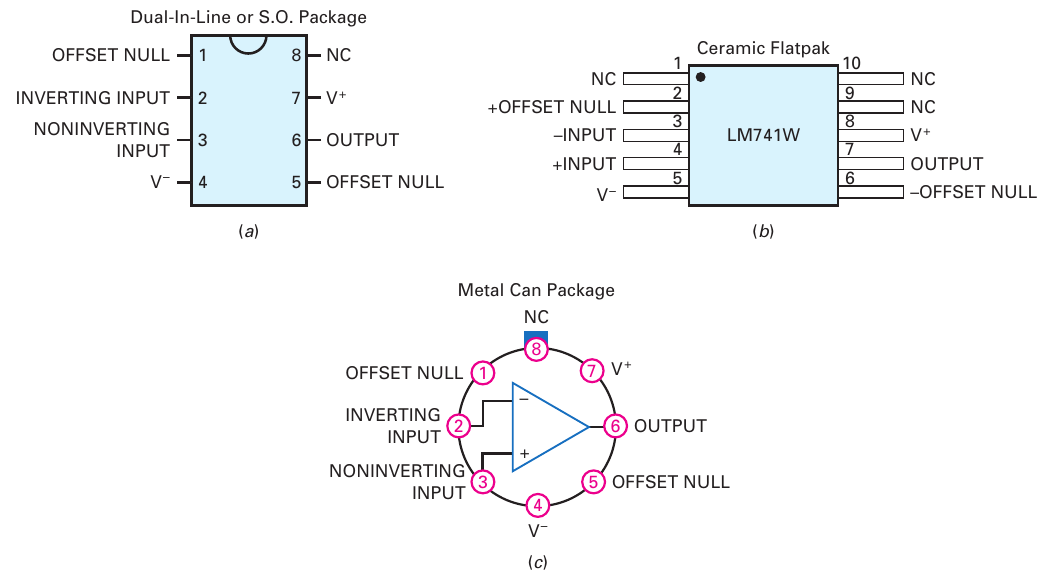 Dual-In-Line or S.O. Package
OFFSET NULL 1 8 NC
INVERTING INPUT 2 7 V⁺
NONINVERTING
INPUT 3 6 OUTPUT
V⁻ 4 5 OFFSET NULL
(a)
Ceramic Flatpak
NC 1 10 NC
+OFFSET NULL 2 9 NC
–INPUT 3 LM741W 8 V⁺
+INPUT 4 7 OUTPUT
V⁻ 5 6 –OFFSET NULL
(b)
Metal Can Package
NC
8
OFFSET NULL 1 7 V⁺
INVERTING
INPUT 2 – 6 OUTPUT
NONINVERTING
INPUT 3 + 5 OFFSET NULL
4
V⁻
(c)